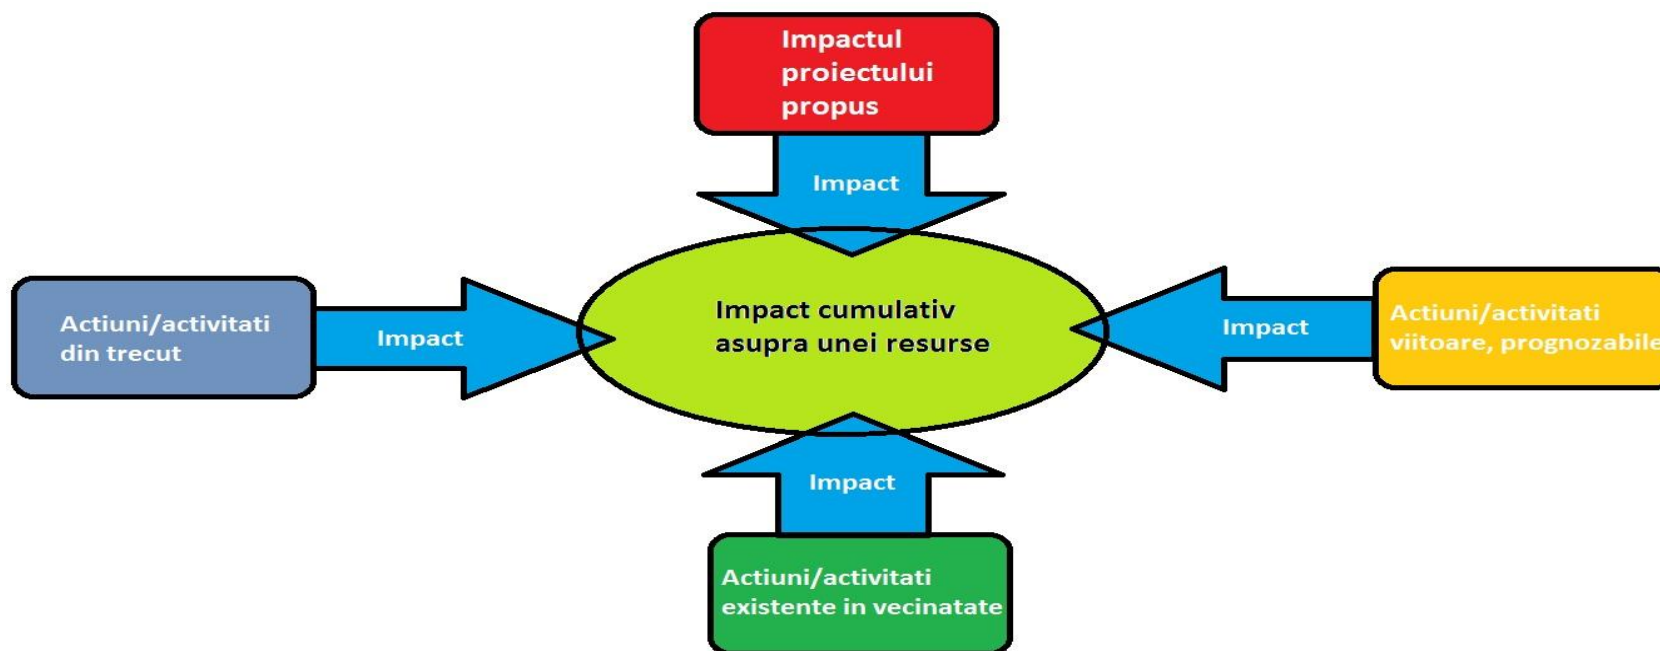 Impactul
proiectului
propus
Impact
Actiuni/activitati
din trecut
Impact
Impact cumulativ
asupra unei resurse
Impact
Actiuni/activitati
viitoare, prognozabile
Impact
Actiuni/activitati
existente in vecinatate